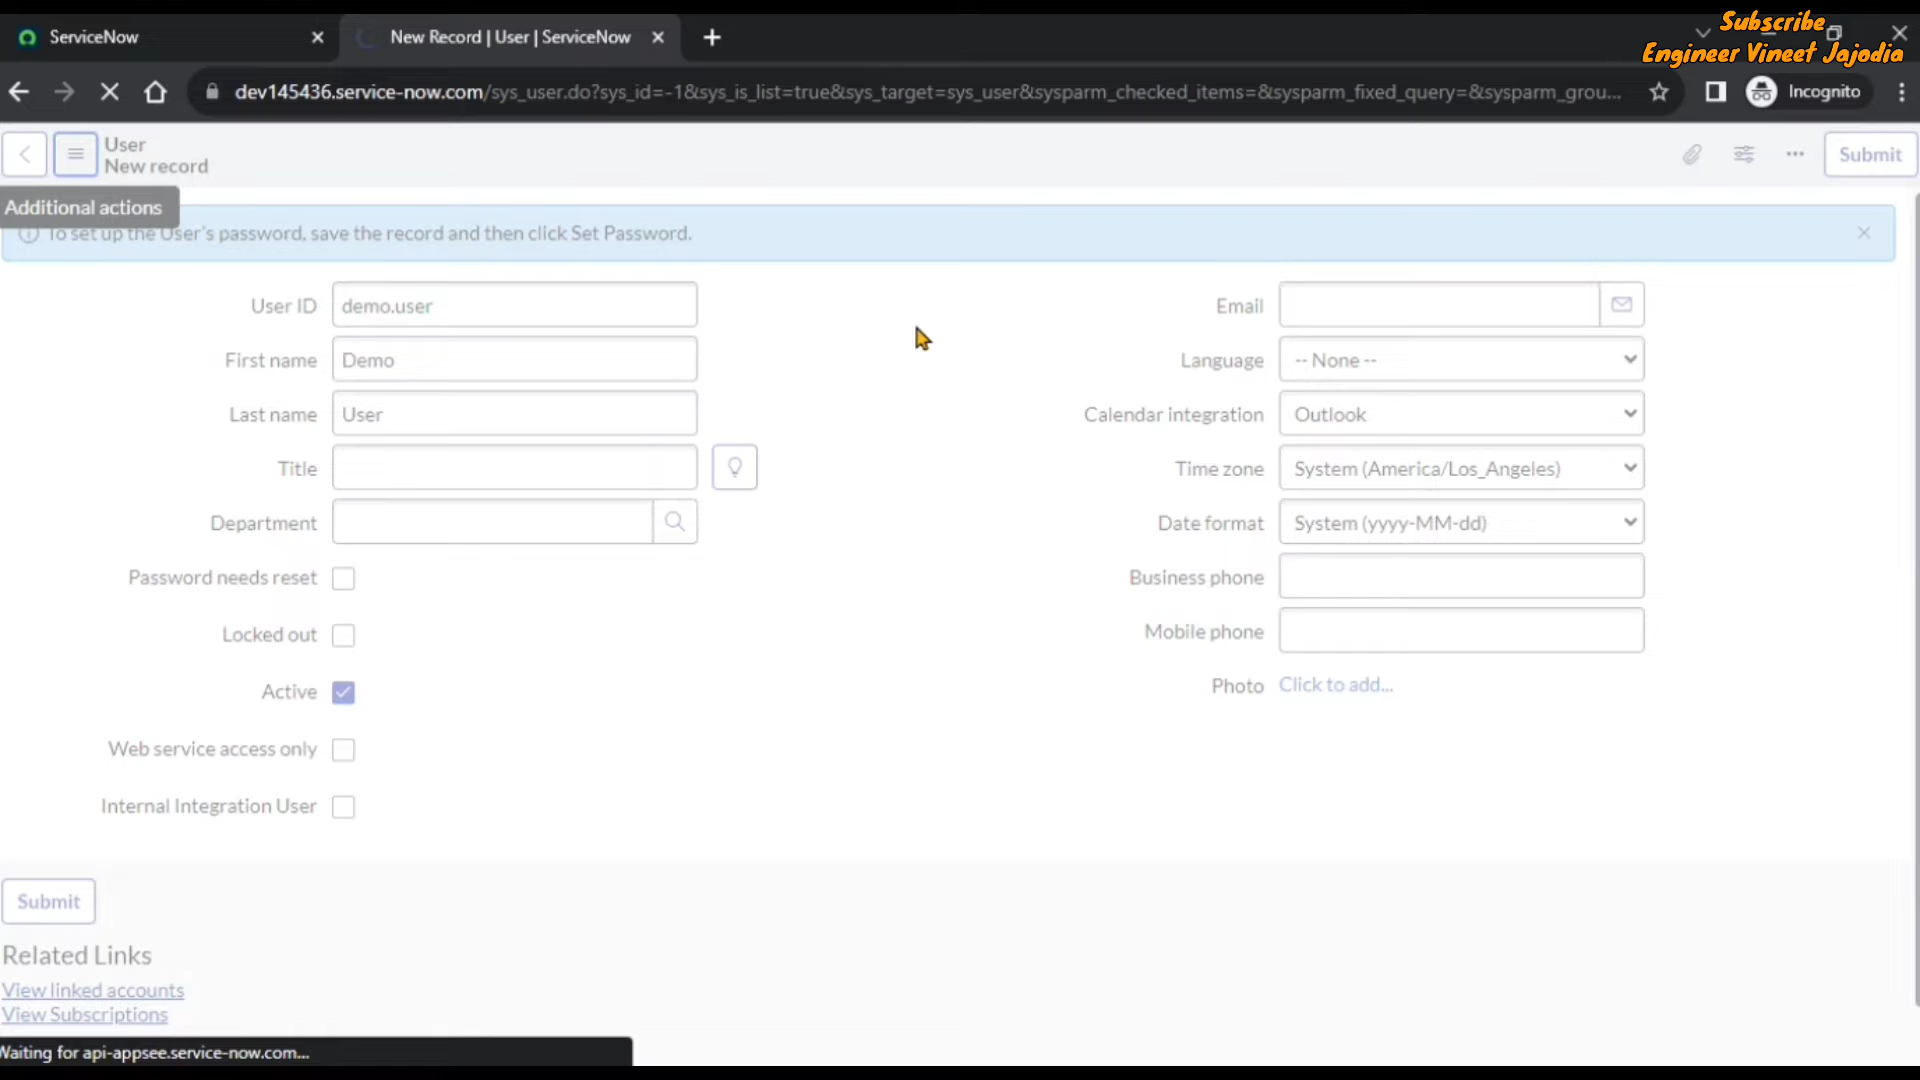 ServiceNow
New Record | User | ServiceNow
Subscribe
Engineer Vineet Jajodia
dev145436.service-now.com/sys_user.do?sys_id=-1&sys_is_list=true&sys_target=sys_user&sysparm_checked_items=&sysparm_fixed_query=&sysparm_grou...
Incognito
User
New record
Submit
Additional actions
To set up the User's password, save the record and then click Set Password.
User ID demo.user
Email
First name Demo
Language -- None --
Last name User
Calendar integration Outlook
Title
Time zone System (America/Los_Angeles)
Department
Date format System (yyyy-MM-dd)
Password needs reset
Business phone
Locked out
Mobile phone
Active
Photo Click to add...
Web service access only
Internal Integration User
Submit
Related Links
View linked accounts
View Subscriptions
Waiting for api-appsee.service-now.com...